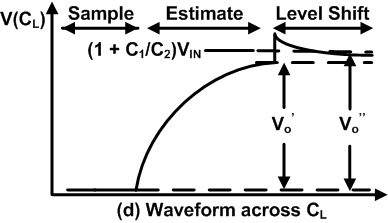 V(CL) Sample Estimate Level Shift
(1 + C1/C2)VIN
Vo' Vo''
(d) Waveform across CL